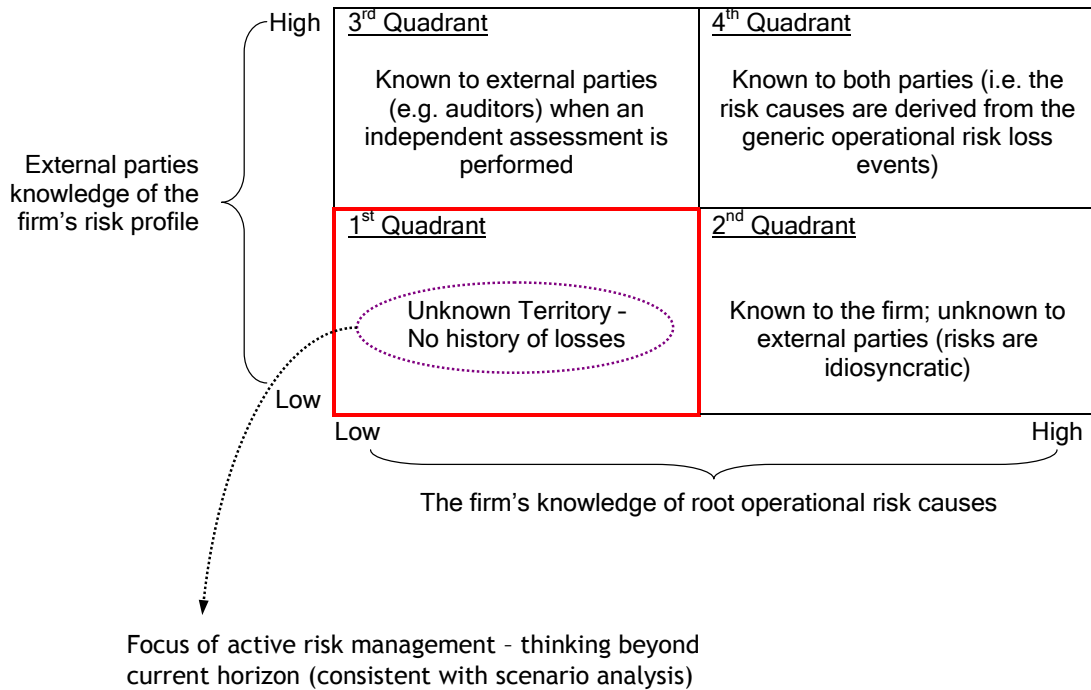 High
3rd Quadrant
Known to external parties
(e.g. auditors) when an
independent assessment is
performed
4th Quadrant
Known to both parties (i.e. the
risk causes are derived from the
generic operational risk loss
events)
External parties
knowledge of the
firm’s risk profile
1st Quadrant
Unknown Territory –
No history of losses
2nd Quadrant
Known to the firm; unknown to
external parties (risks are
idiosyncratic)
Low
Low
High
The firm’s knowledge of root operational risk causes
Focus of active risk management – thinking beyond
current horizon (consistent with scenario analysis)